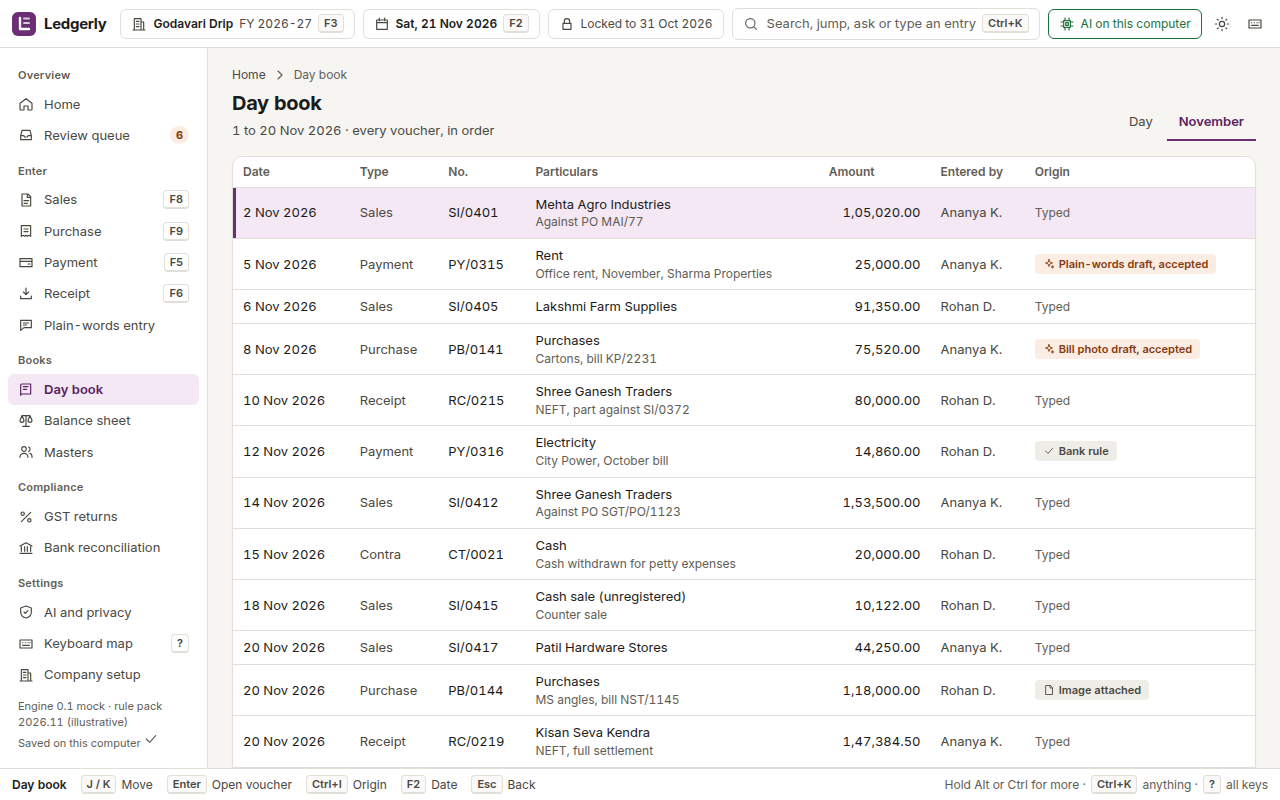 Ledgerly
Godavari Drip FY 2026-27 F3
Sat, 21 Nov 2026 F2
Locked to 31 Oct 2026
Search, jump, ask or type an entry Ctrl+K
AI on this computer
Overview
Home
Review queue 6
Enter
Sales F8
Purchase F9
Payment F5
Receipt F6
Plain-words entry
Books
Day book
Balance sheet
Masters
Compliance
GST returns
Bank reconciliation
Settings
AI and privacy
Keyboard map ?
Company setup
Engine 0.1 mock · rule pack
2026.11 (illustrative)
Saved on this computer
Home > Day book
Day book
1 to 20 Nov 2026 · every voucher, in order
Day November
Date Type No. Particulars Amount Entered by Origin
2 Nov 2026 Sales SI/0401 Mehta Agro Industries 1,05,020.00 Ananya K. Typed
Against PO MAI/77
5 Nov 2026 Payment PY/0315 Rent 25,000.00 Ananya K. Plain-words draft, accepted
Office rent, November, Sharma Properties
6 Nov 2026 Sales SI/0405 Lakshmi Farm Supplies 91,350.00 Rohan D. Typed
8 Nov 2026 Purchase PB/0141 Purchases 75,520.00 Ananya K. Bill photo draft, accepted
Cartons, bill KP/2231
10 Nov 2026 Receipt RC/0215 Shree Ganesh Traders 80,000.00 Rohan D. Typed
NEFT, part against SI/0372
12 Nov 2026 Payment PY/0316 Electricity 14,860.00 Rohan D. Bank rule
City Power, October bill
14 Nov 2026 Sales SI/0412 Shree Ganesh Traders 1,53,500.00 Ananya K. Typed
Against PO SGT/PO/1123
15 Nov 2026 Contra CT/0021 Cash 20,000.00 Rohan D. Typed
Cash withdrawn for petty expenses
18 Nov 2026 Sales SI/0415 Cash sale (unregistered) 10,122.00 Rohan D. Typed
Counter sale
20 Nov 2026 Sales SI/0417 Patil Hardware Stores 44,250.00 Ananya K. Typed
20 Nov 2026 Purchase PB/0144 Purchases 1,18,000.00 Rohan D. Image attached
MS angles, bill NST/1145
20 Nov 2026 Receipt RC/0219 Kisan Seva Kendra 1,47,384.50 Ananya K. Typed
NEFT, full settlement
Day book J / K Move Enter Open voucher Ctrl+I Origin F2 Date Esc Back
Hold Alt or Ctrl for more · Ctrl+K anything · ? all keys